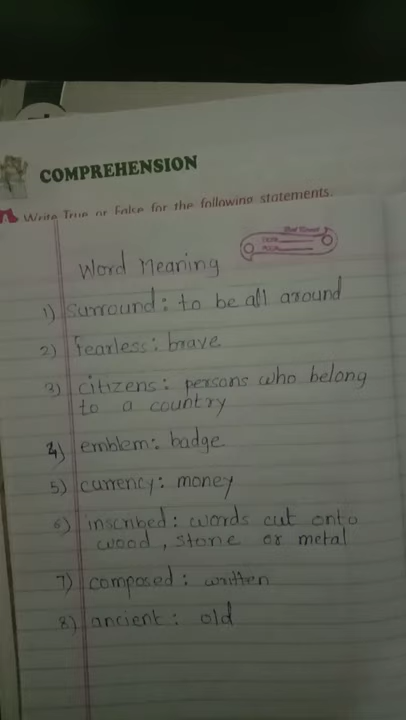 COMPREHENSION
Write True or False for the following statements.
Word Meaning
1) Surround: to be all around
2) fearless: brave
3) citizens: persons who belong
to a country
4) emblem: badge
5) currency: money
6) inscribed: words cut onto
wood, stone or metal
7) composed: written
8) ancient: old